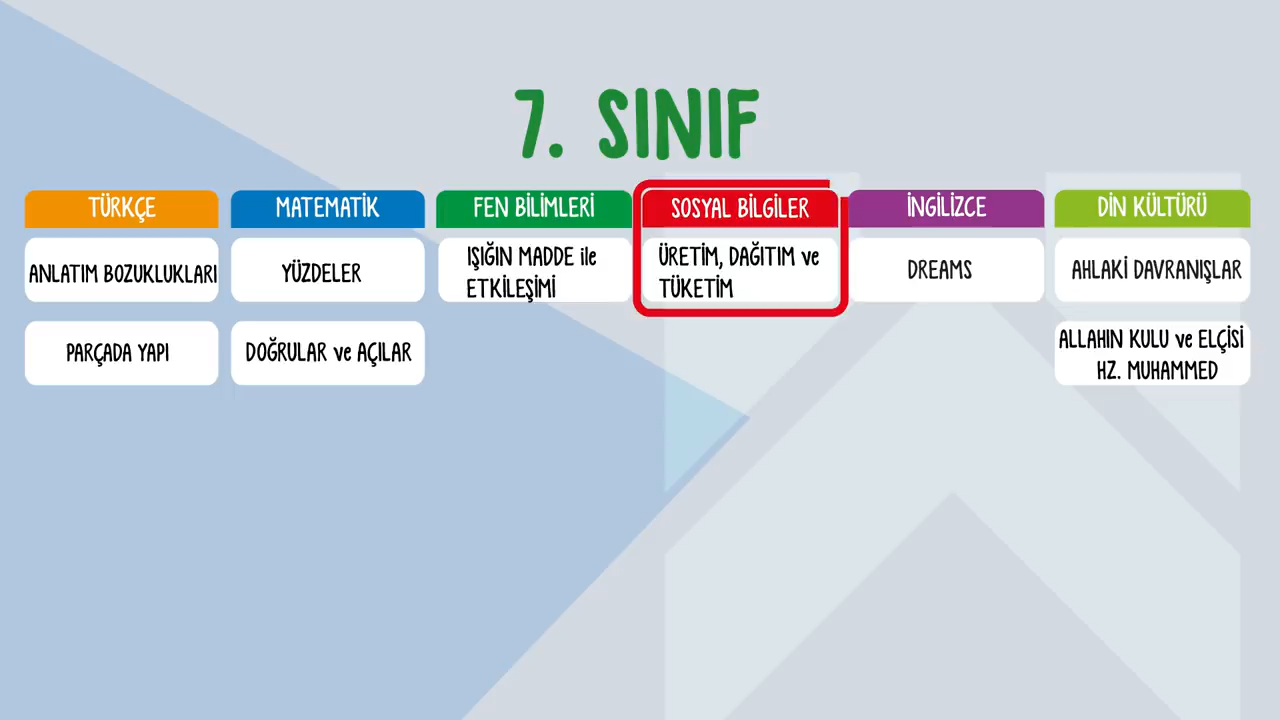 7. SINIF
TÜRKÇE
ANLATIM BOZUKLUKLARI
PARÇADA YAPI
MATEMATİK
YÜZDELER
DOĞRULAR ve AÇILAR
FEN BİLİMLERİ
IŞIĞIN MADDE ile
ETKİLEŞİMİ
SOSYAL BİLGİLER
ÜRETİM, DAĞITIM ve
TÜKETİM
İNGİLİZCE
DREAMS
DİN KÜLTÜRÜ
AHLAKİ DAVRANIŞLAR
ALLAHIN KULU ve ELÇİSİ
HZ. MUHAMMED